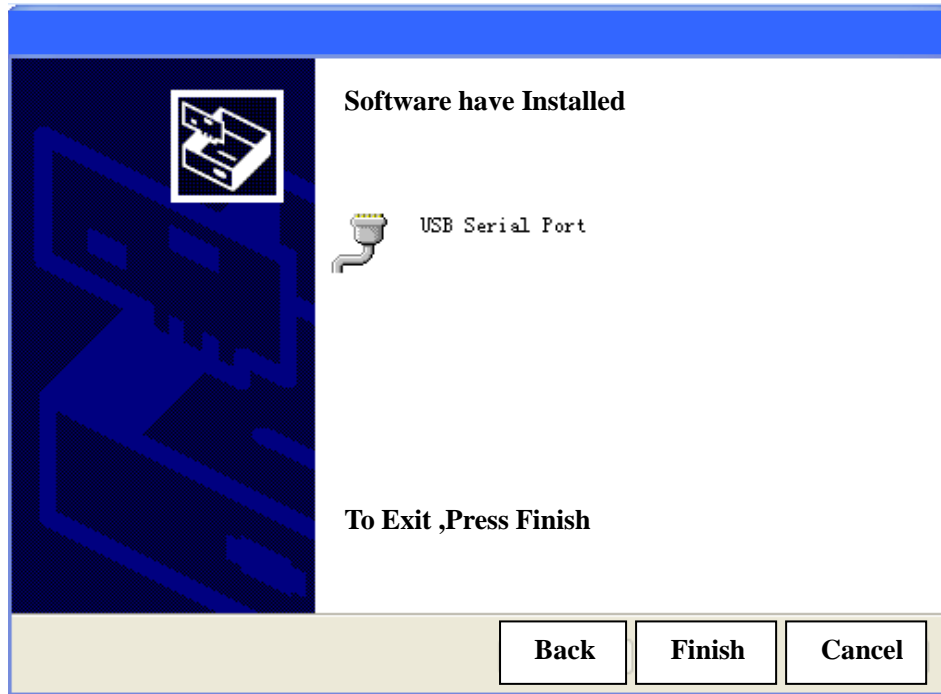 Software have Installed
USB Serial Port
To Exit ,Press Finish
Back
Finish
Cancel